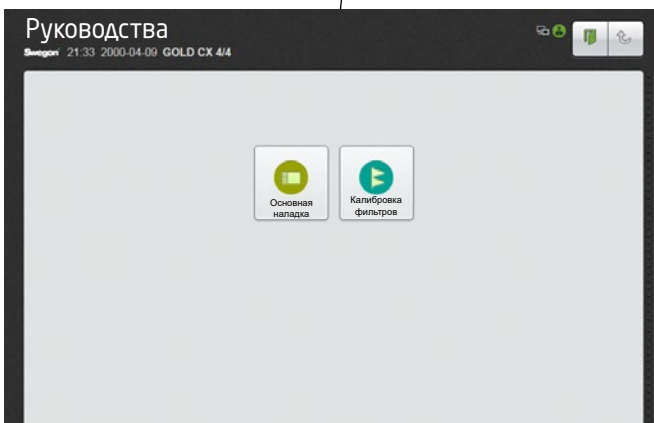 Руководства
Swegon 21:33 2000-04-09 GOLD CX 4/4
Основная
наладка
Калибровка
фильтров